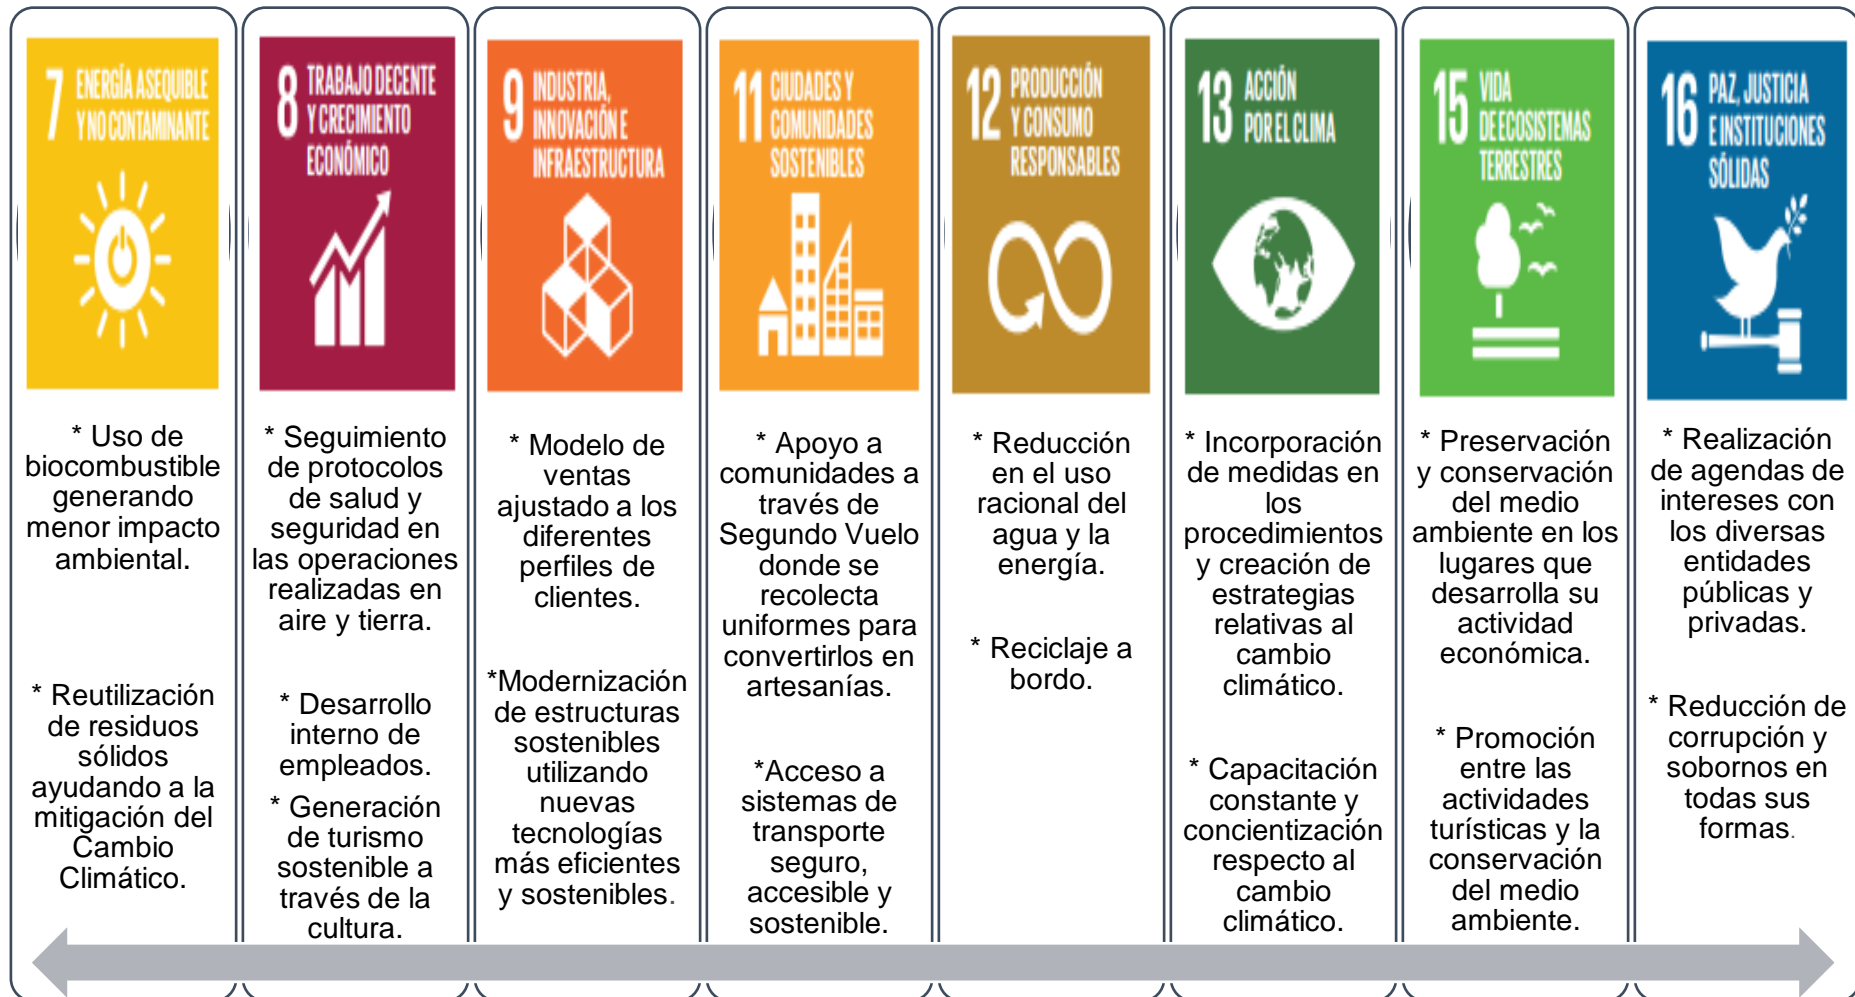 7 ENERGÍA ASEQUIBLE
Y NO CONTAMINANTE
* Uso de
biocombustible
generando
menor impacto
ambiental.
* Reutilización
de residuos
sólidos
ayudando a la
mitigación del
Cambio
Climático.
8 TRABAJO DECENTE
Y CRECIMIENTO
ECONÓMICO
* Seguimiento
de protocolos
de salud y
seguridad en
las operaciones
realizadas en
aire y tierra.
* Desarrollo
interno de
empleados.
* Generación
de turismo
sostenible a
través de la
cultura.
9 INDUSTRIA,
INNOVACIÓN E
INFRAESTRUCTURA
* Modelo de
ventas
ajustado a los
diferentes
perfiles de
clientes.
*Modernización
de estructuras
sostenibles
utilizando
nuevas
tecnologías
más eficientes
y sostenibles.
11 CIUDADES Y
COMUNIDADES
SOSTENIBLES
* Apoyo a
comunidades a
través de
Segundo Vuelo
donde se
recolecta
uniformes para
convertirlos en
artesanías.
*Acceso a
sistemas de
transporte
seguro,
accesible y
sostenible.
12 PRODUCCIÓN
Y CONSUMO
RESPONSABLES
* Reducción
en el uso
racional del
agua y la
energía.
* Reciclaje a
bordo.
13 ACCIÓN
POR EL CLIMA
* Incorporación
de medidas en
los
procedimientos
y creación de
estrategias
relativas al
cambio
climático.
* Capacitación
constante y
concientización
respecto al
cambio
climático.
15 VIDA
DE ECOSISTEMAS
TERRESTRES
* Preservación
y conservación
del medio
ambiente en los
lugares que
desarrolla su
actividad
económica.
* Promoción
entre las
actividades
turísticas y la
conservación
del medio
ambiente.
16 PAZ, JUSTICIA
E INSTITUCIONES
SÓLIDAS
* Realización
de agendas de
intereses con
los diversas
entidades
públicas y
privadas.
* Reducción de
corrupción y
sobornos en
todas sus
formas.